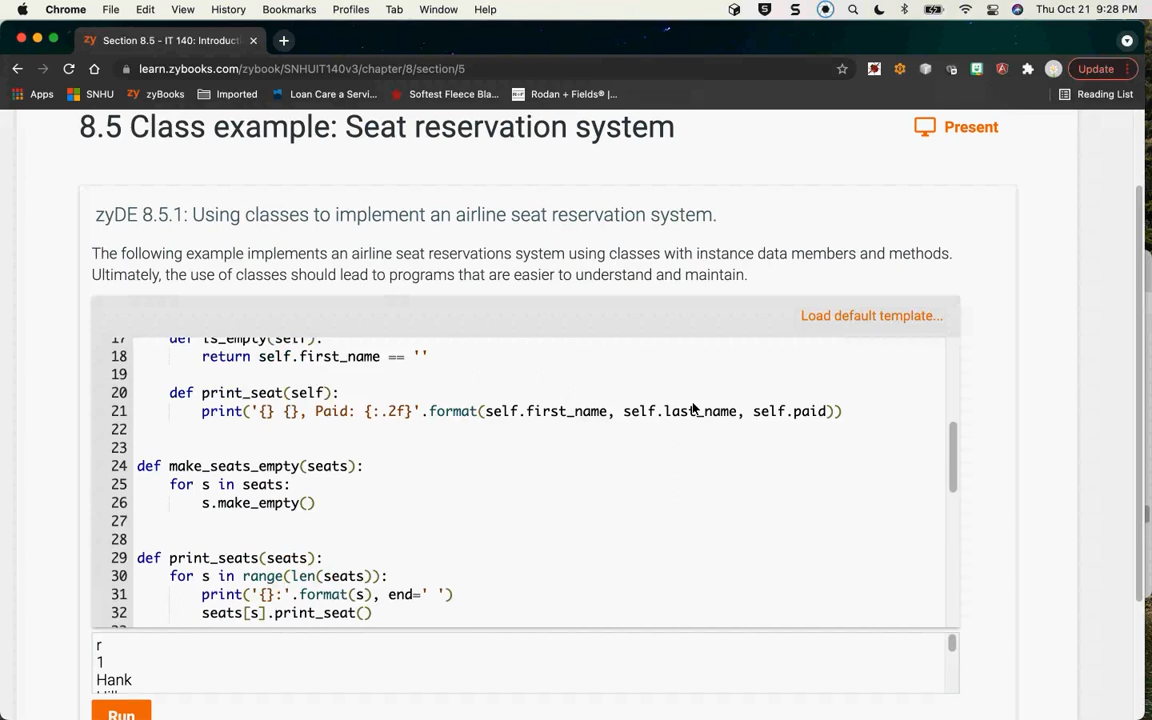 Chrome File Edit View History Bookmarks Profiles Tab Window Help Thu Oct 21 9:28 PM
zy Section 8.5 - IT 140: Introducti
learn.zybooks.com/zybook/SNHUIT140v3/chapter/8/section/5 Update
Apps SNHU zy zyBooks Imported Loan Care a Servi... Softest Fleece Bla... Rodan + Fields® |... Reading List
8.5 Class example: Seat reservation system Present
zyDE 8.5.1: Using classes to implement an airline seat reservation system.
The following example implements an airline seat reservations system using classes with instance data members and methods.
Ultimately, the use of classes should lead to programs that are easier to understand and maintain.
Load default template...
17 def is_empty(self):
18 return self.first_name == ''
19
20 def print_seat(self):
21 print('{} {}, Paid: {:.2f}'.format(self.first_name, self.last_name, self.paid))
22
23
24 def make_seats_empty(seats):
25 for s in seats:
26 s.make_empty()
27
28
29 def print_seats(seats):
30 for s in range(len(seats)):
31 print('{}:'.format(s), end=' ')
32 seats[s].print_seat()
r
1
Hank
Run